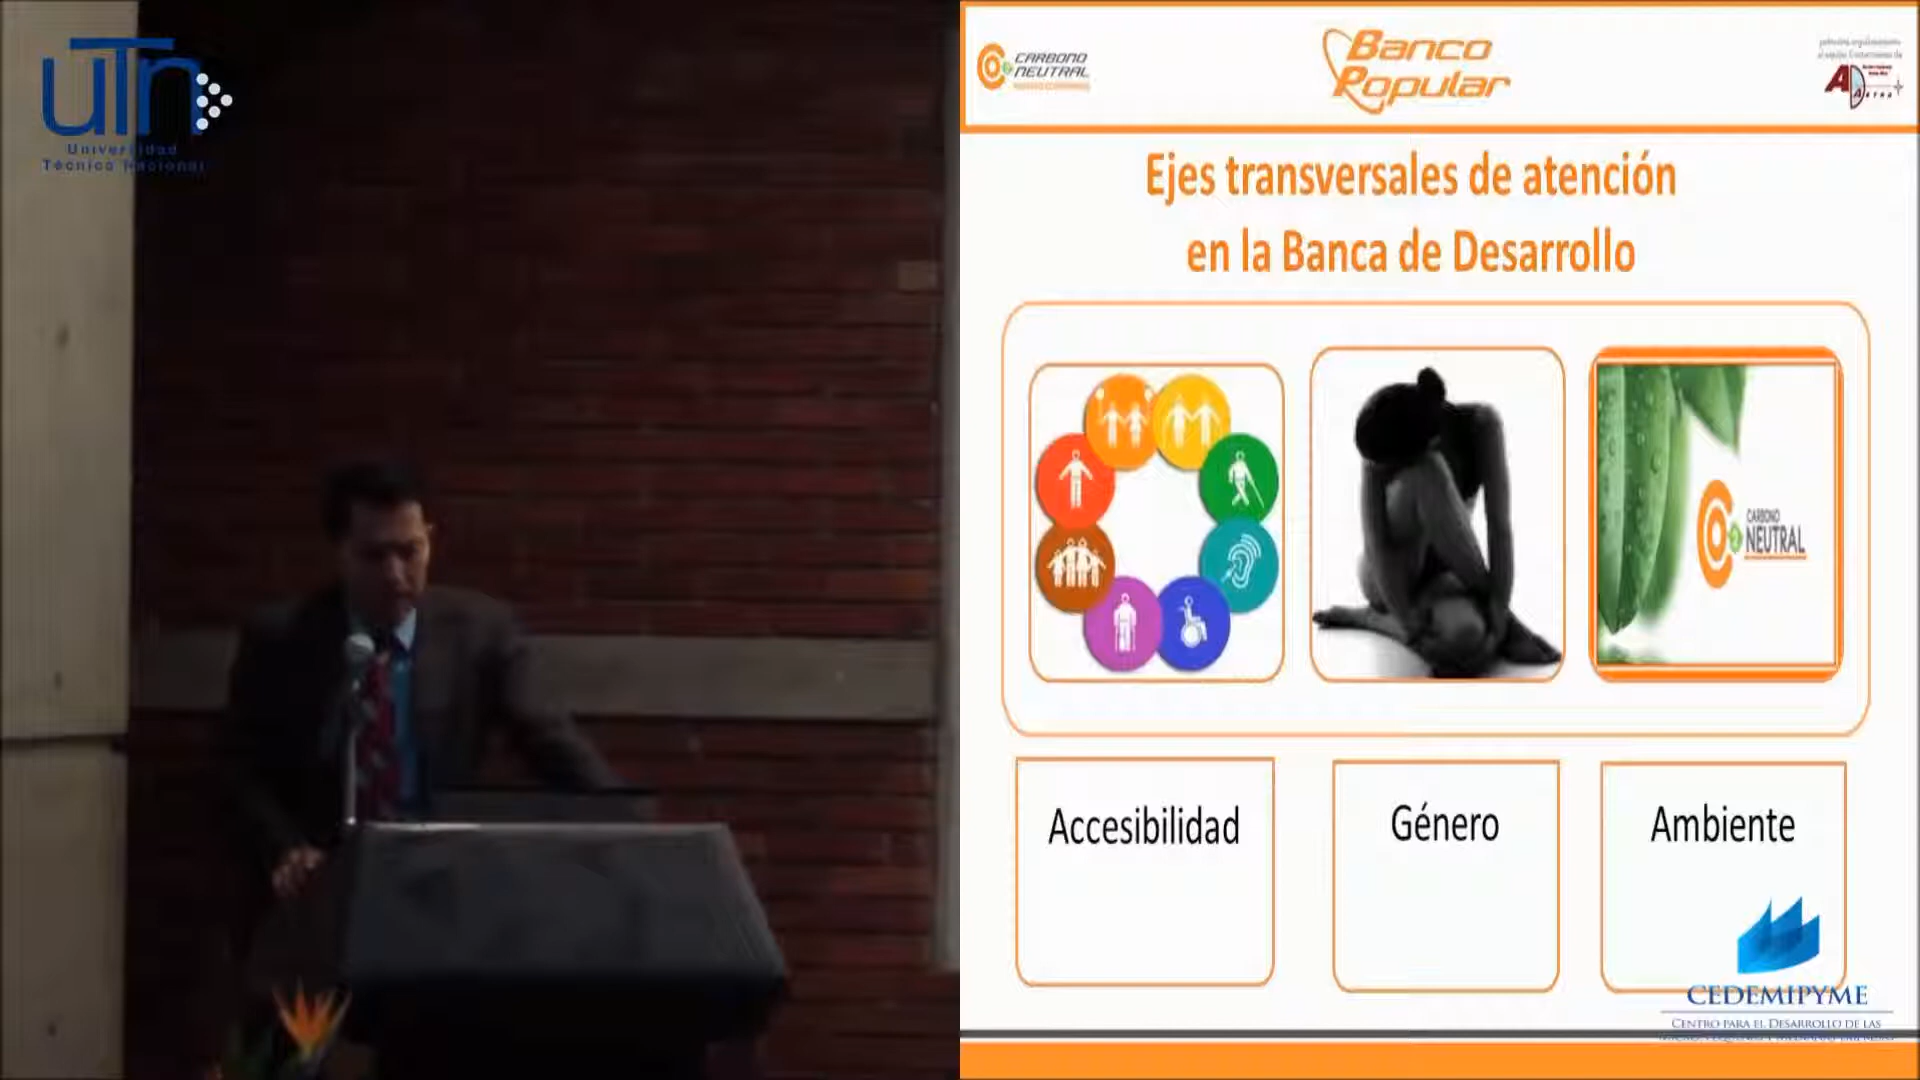 uTn
Universidad
Técnica Nacional
CARBONO
NEUTRAL
Banco
Popular
Ejes transversales de atención
en la Banca de Desarrollo
CARBONO
NEUTRAL
Accesibilidad
Género
Ambiente
CEDEMIPYME
CENTRO PARA EL DESARROLLO DE LAS